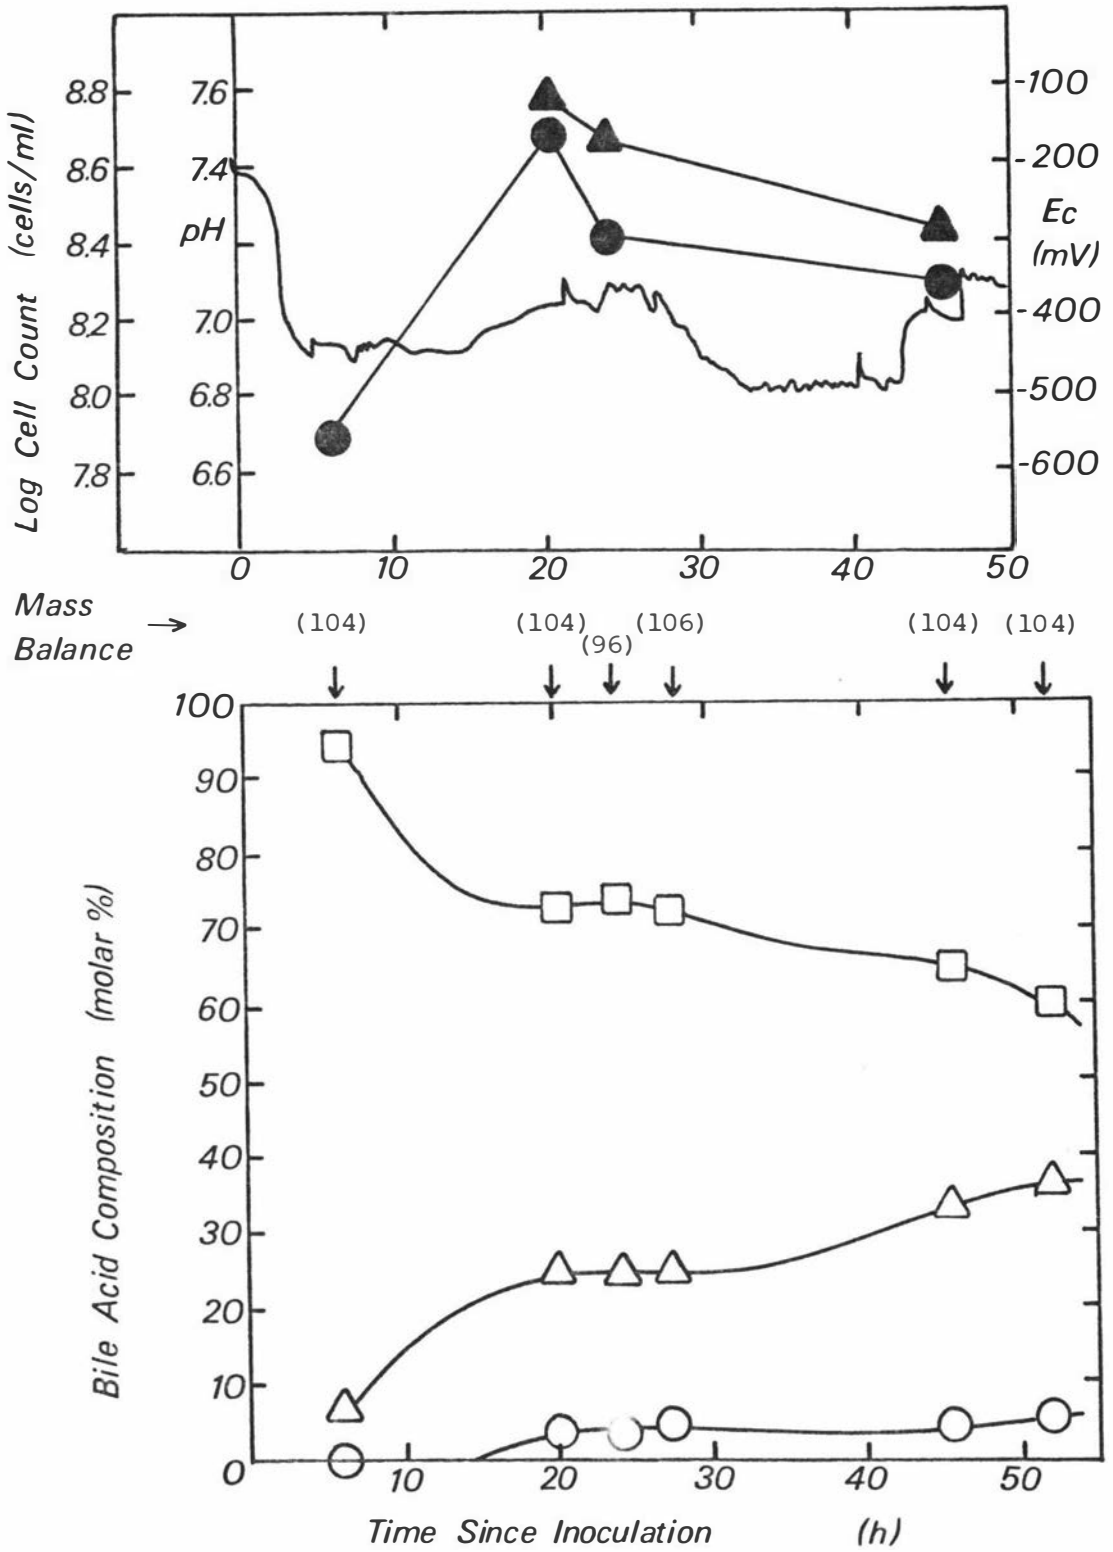 8.8 7.6 -100
8.6 7.4 -200
pH Ec
8.4 (mV)
8.2 7.0 -400
8.0 6.8 -500
7.8 6.6 -600
Log Cell Count (cells/ml)
0 10 20 30 40 50
Mass
Balance → (104) (104) (96) (106) (104) (104)
100
90
80
70
60
50
40
30
20
10
0
Bile Acid Composition (molar %)
10 20 30 40 50
Time Since Inoculation (h)